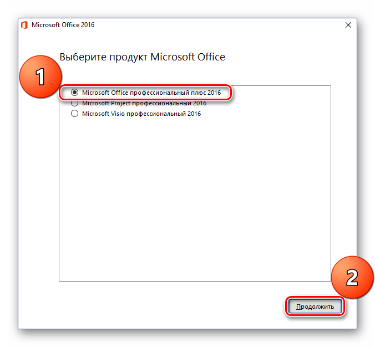 Microsoft Office 2016
Выберите продукт Microsoft Office
1
Microsoft Office профессиональный плюс 2016
Microsoft Project профессиональный 2016
Microsoft Visio профессиональный 2016
2
Продолжить